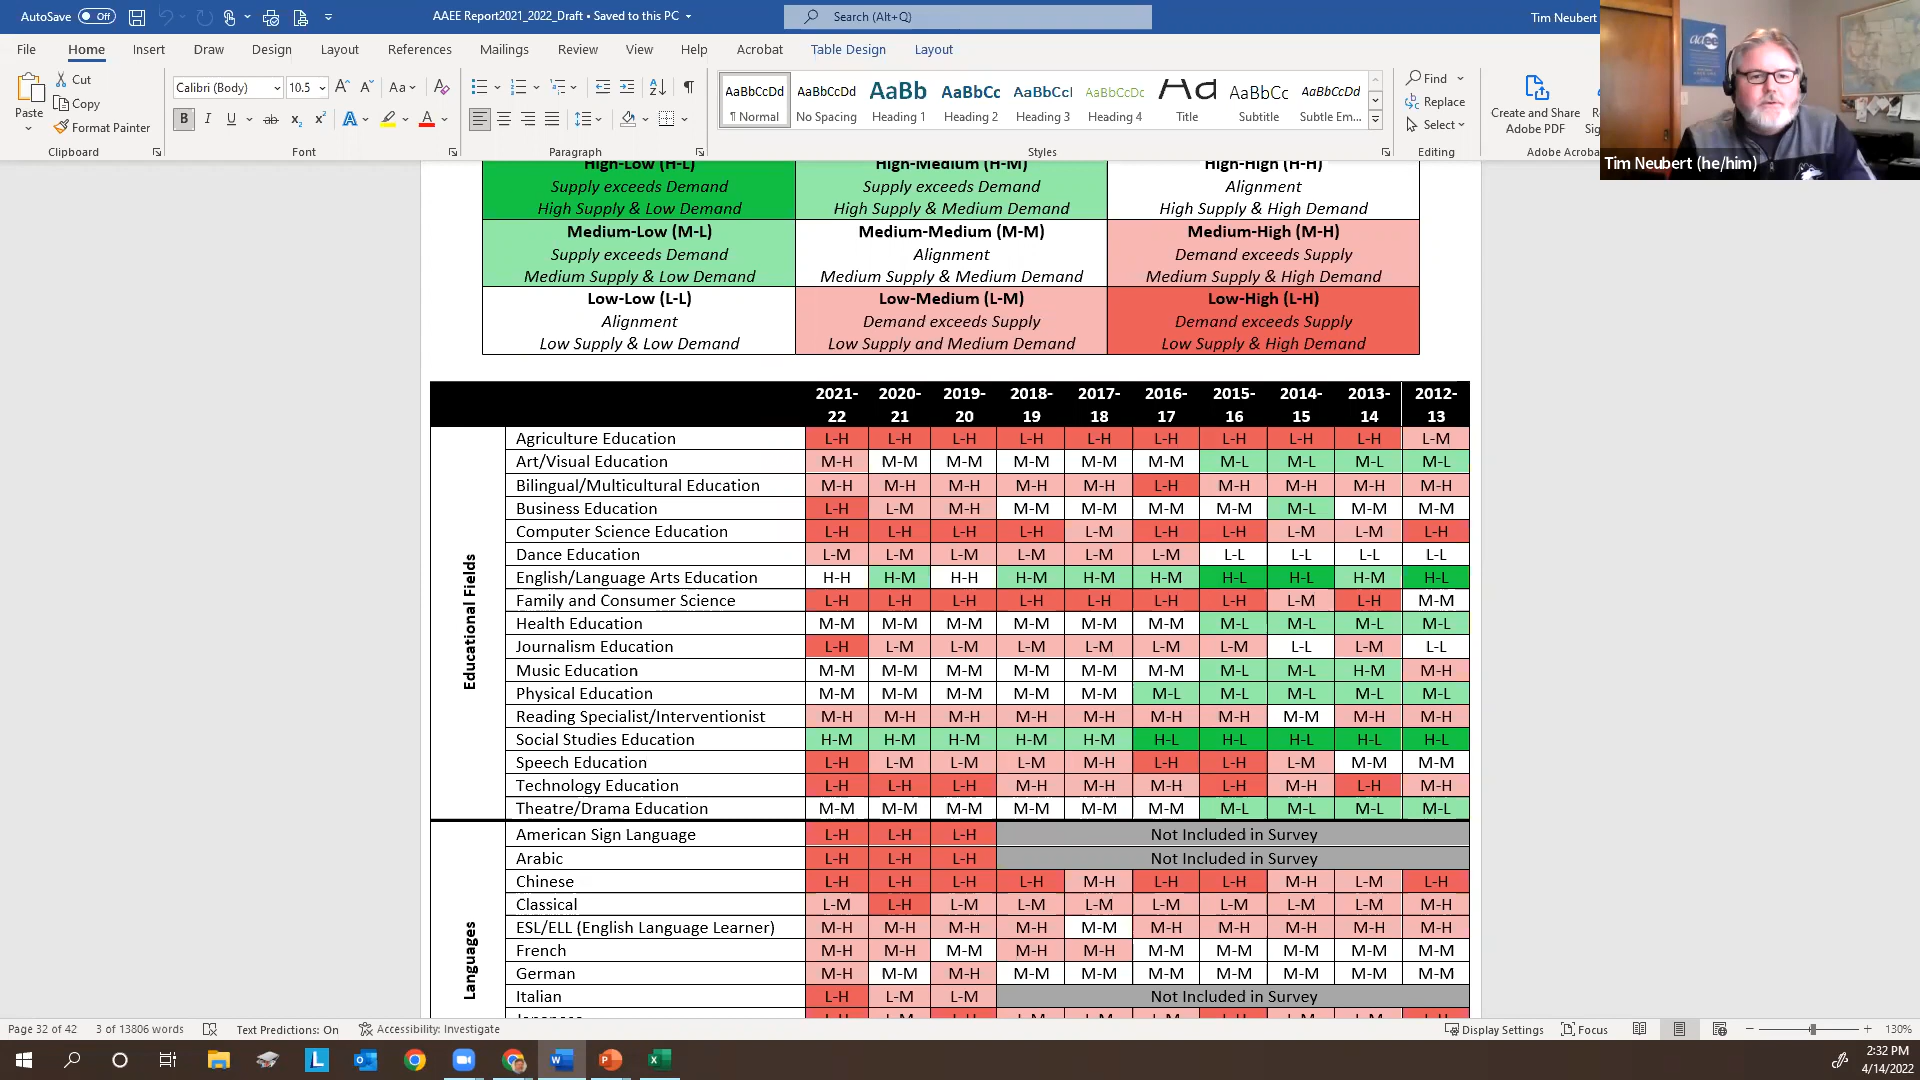 AutoSave Off AAEE Report2021_2022_Draft • Saved to this PC Search (Alt+Q) Tim Neubert
File Home Insert Draw Design Layout References Mailings Review View Help Acrobat Table Design Layout
Paste
Cut
Copy
Format Painter
Calibri (Body) 10.5
AaBbCcDd
¶ Normal
AaBbCcDd
No Spacing
AaBb
Heading 1
AaBbCc
Heading 2
AaBbCcI
Heading 3
AaBbCcDc
Heading 4
Title
AaBbCc
Subtitle
AaBbCcDd
Subtle Em...
Find
Replace
Select
Create and Share
Adobe PDF
Clipboard Font Paragraph Styles Editing Adobe Acroba
Tim Neubert (he/him)
High-Low (H-L) High-Medium (H-M) High-High (H-H)
Supply exceeds Demand Supply exceeds Demand Alignment
High Supply & Low Demand High Supply & Medium Demand High Supply & High Demand
Medium-Low (M-L) Medium-Medium (M-M) Medium-High (M-H)
Supply exceeds Demand Alignment Demand exceeds Supply
Medium Supply & Low Demand Medium Supply & Medium Demand Medium Supply & High Demand
Low-Low (L-L) Low-Medium (L-M) Low-High (L-H)
Alignment Demand exceeds Supply Demand exceeds Supply
Low Supply & Low Demand Low Supply and Medium Demand Low Supply & High Demand
2021- 2020- 2019- 2018- 2017- 2016- 2015- 2014- 2013- 2012-
22 21 20 19 18 17 16 15 14 13
Educational Fields
Agriculture Education L-H L-H L-H L-H L-H L-H L-H L-H L-H L-M
Art/Visual Education M-H M-M M-M M-M M-M M-M M-L M-L M-L M-L
Bilingual/Multicultural Education M-H M-H M-H M-H M-H L-H M-H M-H M-H M-H
Business Education L-H L-M M-H M-M M-M M-M M-M M-L M-M M-M
Computer Science Education L-H L-H L-H L-H L-M L-H L-H L-M L-M L-H
Dance Education L-M L-M L-M L-M L-M L-M L-L L-L L-L L-L
English/Language Arts Education H-H H-M H-H H-M H-M H-M H-L H-L H-M H-L
Family and Consumer Science L-H L-H L-H L-H L-H L-H L-H L-M L-H M-M
Health Education M-M M-M M-M M-M M-M M-M M-L M-L M-L M-L
Journalism Education L-H L-M L-M L-M L-M L-M L-M L-L L-M L-L
Music Education M-M M-M M-M M-M M-M M-M M-L M-L H-M M-H
Physical Education M-M M-M M-M M-M M-M M-L M-L M-L M-L M-L
Reading Specialist/Interventionist M-H M-H M-H M-H M-H M-H M-H M-M M-H M-H
Social Studies Education H-M H-M H-M H-M H-M H-L H-L H-L H-L H-L
Speech Education L-H L-M L-M L-M M-H L-H L-H L-M M-M M-M
Technology Education L-H L-H L-H M-H M-H M-H L-H M-H L-H M-H
Theatre/Drama Education M-M M-M M-M M-M M-M M-M M-L M-L M-L M-L
Languages
American Sign Language L-H L-H L-H Not Included in Survey
Arabic L-H L-H L-H Not Included in Survey
Chinese L-H L-H L-H L-H M-H L-H L-H M-H L-M L-H
Classical L-M L-H L-M L-M L-M L-M L-M L-M L-M M-H
ESL/ELL (English Language Learner) M-H M-H M-H M-H M-M M-H M-H M-H M-H M-H
French M-H M-H M-M M-H M-H M-M M-M M-M M-M M-M
German M-H M-M M-H M-M M-M M-M M-M M-M M-M M-M
Italian L-H L-M L-M Not Included in Survey
Page 32 of 42 3 of 13806 words Text Predictions: On Accessibility: Investigate Display Settings Focus 130%
2:32 PM
4/14/2022